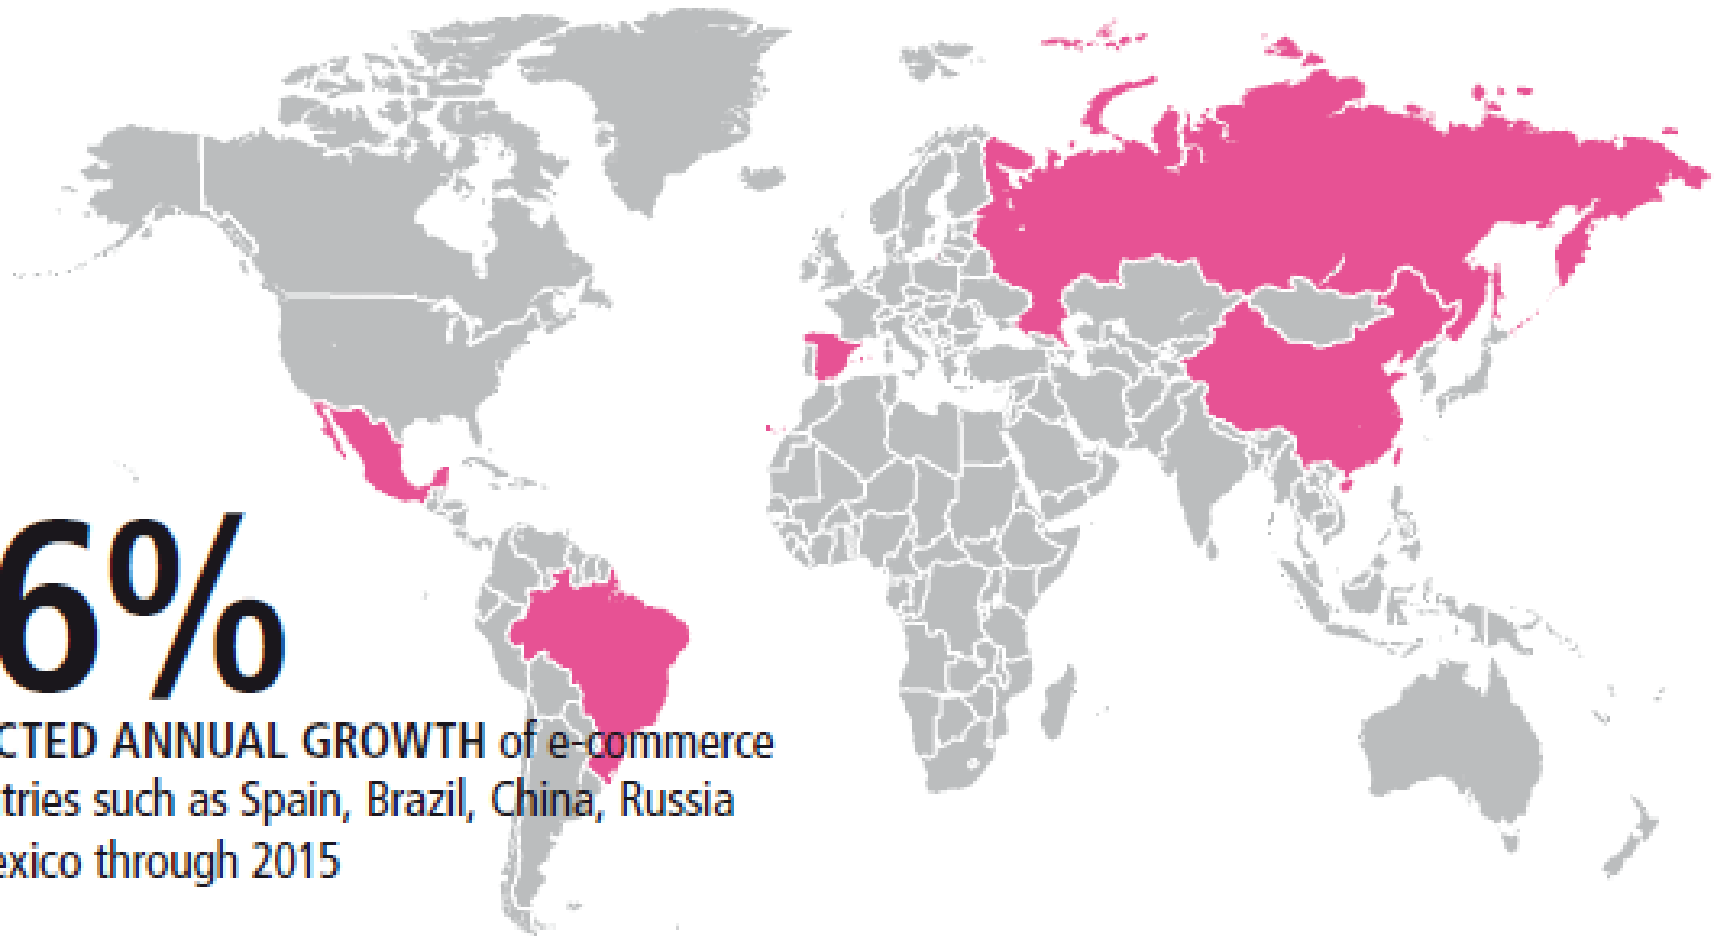 6%
CTED ANNUAL GROWTH of e-commerce
tries such as Spain, Brazil, China, Russia
exico through 2015